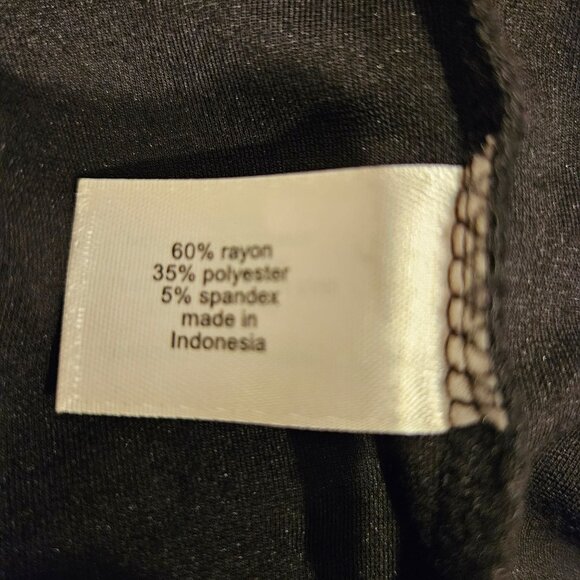 60% rayon
35% polyester
5% spandex
made in
Indonesia